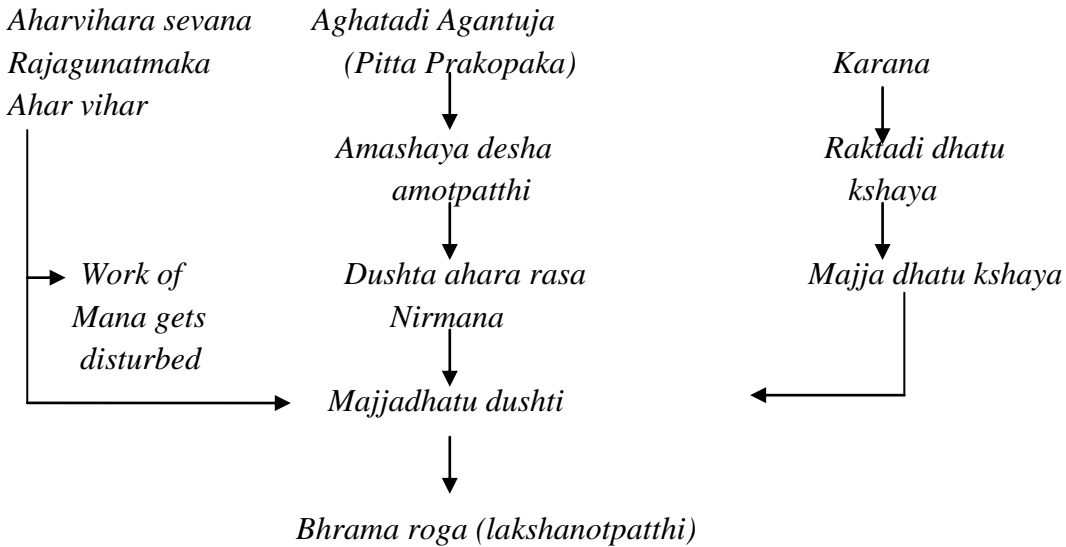 Aharvihara sevana
Rajagunatmaka
Ahar vihar
Aghatadi Agantuja
(Pitta Prakopaka)
Karana
Amashaya desha
amotpatthi
Raktadi dhatu
kshaya
Work of
Mana gets
disturbed
Dushta ahara rasa
Nirmana
Majja dhatu kshaya
Majjadhatu dushti
Bhrama roga (lakshanotpatthi)